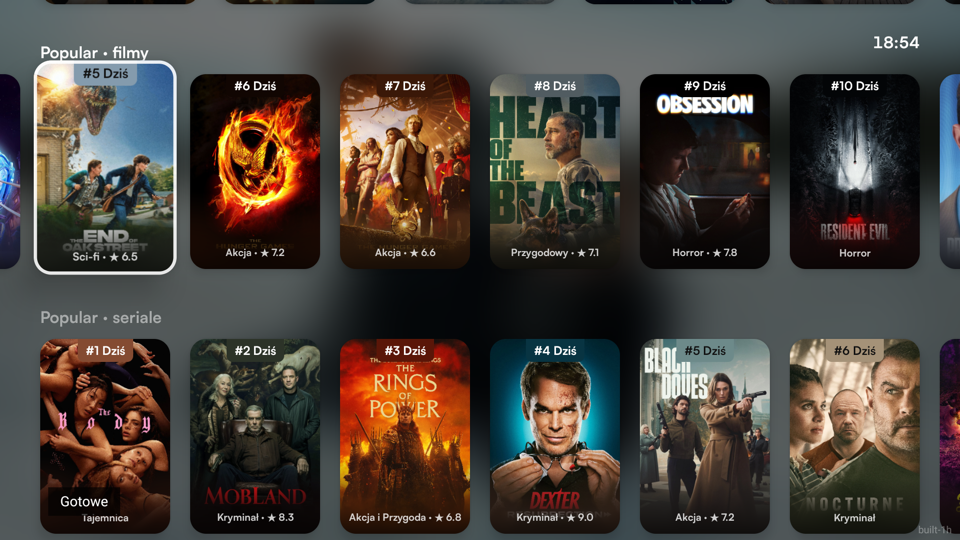 Popular · filmy
18:54
#5 Dziś
THE END OF
OAK STREET
Sci-fi · ★ 6.5
#6 Dziś
Akcja · ★ 7.2
#7 Dziś
Akcja · ★ 6.6
#8 Dziś
HEART
OF
THE
BEAST
Przygodowy · ★ 7.1
#9 Dziś
OBSESSION
Horror · ★ 7.8
#10 Dziś
RESIDENT EVIL
Horror
Popular · seriale
#1 Dziś
The
Body
Gotowe
Tajemnica
#2 Dziś
MOBLAND
Kryminał · ★ 8.3
#3 Dziś
THE
RINGS
OF
POWER
Akcja i Przygoda · ★ 6.8
#4 Dziś
DEXTER
Kryminał · ★ 9.0
#5 Dziś
BLACK
DOVES
Akcja · ★ 7.2
#6 Dziś
NOCTURNE
Kryminał
built-1h